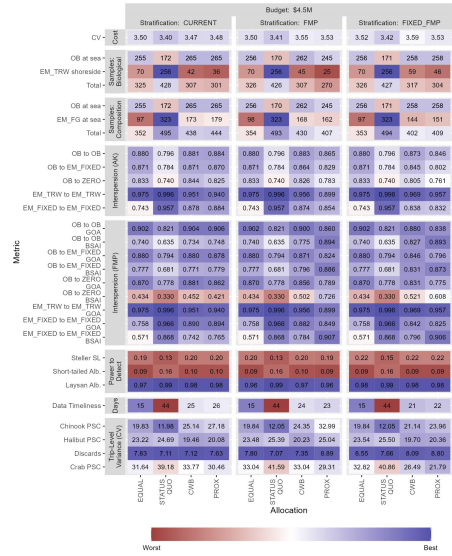 Budget: $4.5M
Stratification: CURRENT Stratification: FMP Stratification: FIXED_FMP
Cost
CV 3.50 3.40 3.47 3.48 3.50 3.41 3.55 3.53 3.52 3.42 3.59 3.53
Samples: Biological
OB at sea 255 172 265 265 255 170 262 245 256 171 258 258
EM_TRW shoreside 70 256 42 36 70 256 45 25 70 256 59 46
Total 325 428 307 301 325 426 307 270 326 427 317 304
Samples: Composition
OB at sea 255 172 265 265 255 170 262 245 256 171 258 258
EM_FG at sea 97 323 173 179 98 323 168 162 97 323 144 151
Total 352 495 438 444 354 493 430 407 353 494 402 409
Interspersion (AK)
OB to OB 0.880 0.796 0.881 0.884 0.880 0.796 0.883 0.865 0.882 0.796 0.873 0.846
OB to EM_FIXED 0.871 0.784 0.871 0.870 0.871 0.784 0.864 0.829 0.871 0.784 0.845 0.802
OB to ZERO 0.833 0.740 0.844 0.825 0.833 0.740 0.826 0.783 0.833 0.740 0.805 0.761
EM_TRW to EM_TRW 0.975 0.996 0.951 0.940 0.975 0.996 0.956 0.899 0.975 0.996 0.969 0.957
EM_FIXED to EM_FIXED 0.743 0.957 0.878 0.884 0.743 0.957 0.874 0.854 0.743 0.957 0.838 0.832
Metric
Interspersion (FMP)
OB to OB GOA 0.902 0.821 0.904 0.906 0.902 0.821 0.900 0.860 0.902 0.821 0.880 0.838
OB to OB BSAI 0.740 0.635 0.734 0.748 0.740 0.635 0.775 0.894 0.740 0.635 0.827 0.893
OB to EM_FIXED GOA 0.880 0.794 0.880 0.878 0.880 0.794 0.871 0.820 0.880 0.794 0.846 0.796
OB to EM_FIXED BSAI 0.777 0.681 0.771 0.779 0.777 0.681 0.796 0.886 0.777 0.681 0.831 0.873
OB to ZERO GOA 0.870 0.778 0.880 0.862 0.870 0.778 0.856 0.789 0.870 0.778 0.831 0.775
OB to ZERO BSAI 0.434 0.330 0.452 0.421 0.434 0.330 0.502 0.726 0.434 0.330 0.521 0.608
EM_TRW to EM_TRW GOA 0.975 0.996 0.951 0.940 0.975 0.996 0.956 0.899 0.975 0.996 0.969 0.957
EM_FIXED to EM_FIXED GOA 0.758 0.966 0.890 0.894 0.758 0.966 0.882 0.849 0.758 0.966 0.842 0.825
EM_FIXED to EM_FIXED BSAI 0.571 0.868 0.742 0.765 0.571 0.868 0.784 0.907 0.571 0.868 0.796 0.906
Power to Detect
Steller SL 0.19 0.13 0.20 0.20 0.20 0.13 0.19 0.20 0.22 0.15 0.22 0.22
Short-tailed Alb. 0.09 0.16 0.10 0.10 0.09 0.16 0.10 0.09 0.09 0.16 0.09 0.09
Laysan Alb. 0.97 0.99 0.98 0.98 0.96 0.99 0.97 0.96 0.98 0.99 0.98 0.98
Days
Data Timeliness 15 44 25 26 15 44 24 23 15 44 21 22
Trip-Level Variance (CV)
Chinook PSC 19.83 11.98 25.14 27.18 19.84 12.05 24.35 32.99 19.84 12.05 21.14 23.96
Halibut PSC 23.22 24.69 19.46 20.08 23.48 25.39 20.23 25.04 23.54 25.50 19.70 20.36
Discards 7.83 7.11 7.12 7.63 7.60 7.07 7.35 8.89 8.55 7.66 8.09 8.80
Crab PSC 31.64 39.18 33.77 30.46 33.04 41.59 33.04 29.31 32.82 40.86 26.49 21.79
EQUAL STATUS QUO CWB PROX EQUAL STATUS QUO CWB PROX EQUAL STATUS QUO CWB PROX
Allocation
Worst Best